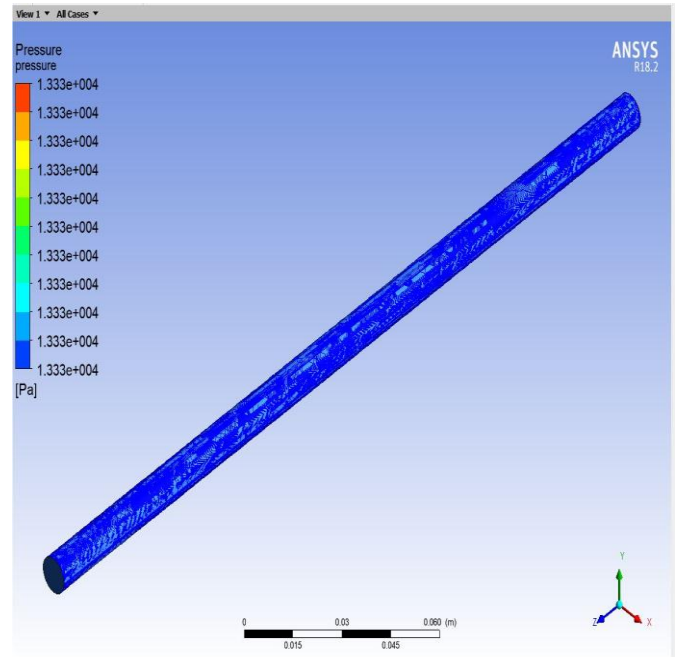 View 1 ▾ All Cases ▾
Pressure
pressure
1.333e+004
1.333e+004
1.333e+004
1.333e+004
1.333e+004
1.333e+004
1.333e+004
1.333e+004
1.333e+004
1.333e+004
1.333e+004
[Pa]
ANSYS
R18.2
0 0.03 0.060 (m)
0.015 0.045
Y
Z X